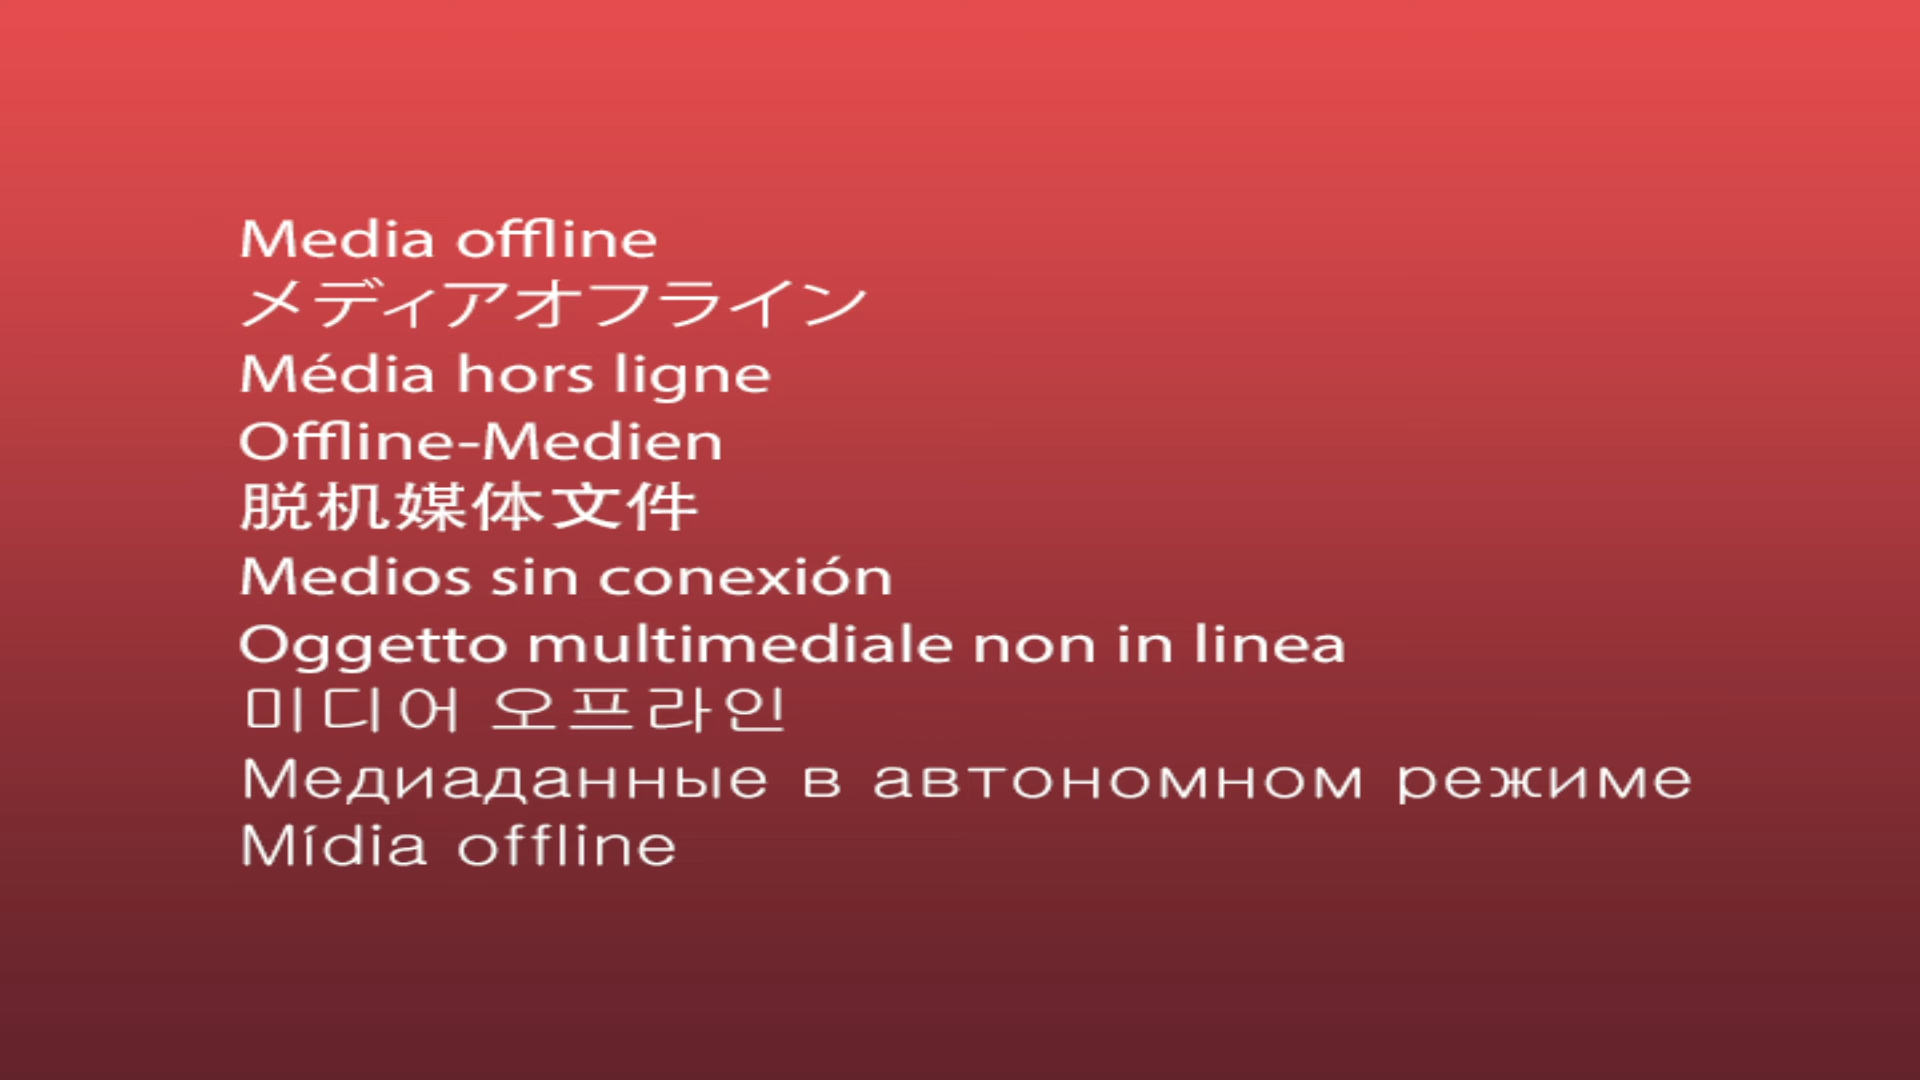 Media offline
メディアオフライン
Média hors ligne
Offline-Medien
脱机媒体文件
Medios sin conexión
Oggetto multimediale non in linea
미디어 오프라인
Медиаданные в автономном режиме
Mídia offline